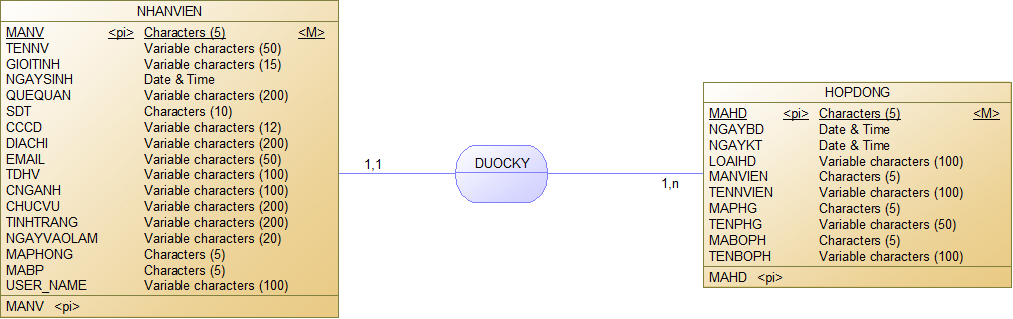 NHANVIEN
MANV <pi> Characters (5) <M>
TENNV Variable characters (50)
GIOITINH Variable characters (15)
NGAYSINH Date & Time
QUEQUAN Variable characters (200)
SDT Characters (10)
CCCD Variable characters (12)
DIACHI Variable characters (200)
EMAIL Variable characters (50)
TDHV Variable characters (100)
CNGANH Variable characters (100)
CHUCVU Variable characters (200)
TINHTRANG Variable characters (200)
NGAYVAOLAM Variable characters (20)
MAPHONG Characters (5)
MABP Characters (5)
USER_NAME Variable characters (100)
MANV <pi>
1,1
DUOCKY
1,n
HOPDONG
MAHD <pi> Characters (5) <M>
NGAYBD Date & Time
NGAYKT Date & Time
LOAIHD Variable characters (100)
MANVIEN Characters (5)
TENNVIEN Variable characters (100)
MAPHG Characters (5)
TENPHG Variable characters (50)
MABOPH Characters (5)
TENBOPH Variable characters (100)
MAHD <pi>